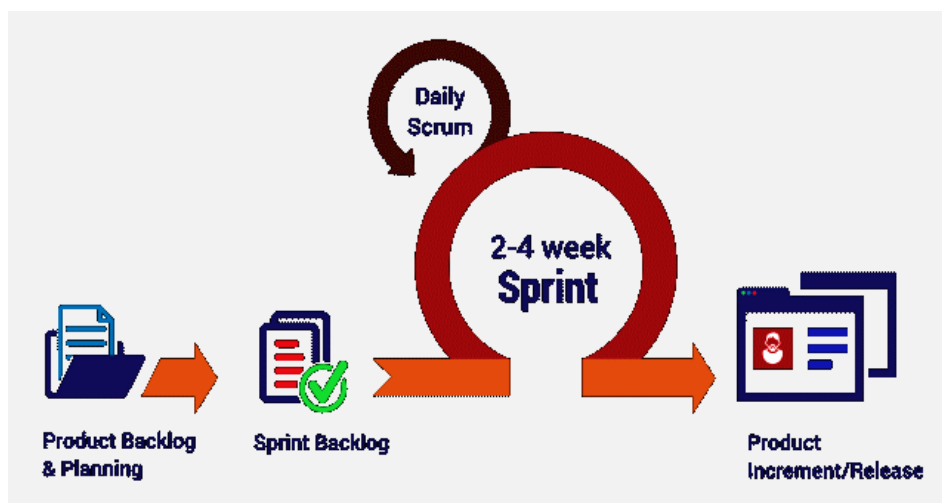 Daily
Scrum
2-4 week
Sprint
Product Backlog
& Planning
Sprint Backlog
Product
Increment/Release